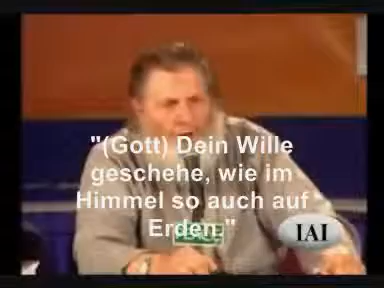 "(Gott) Dein Wille
geschehe, wie im
Himmel so auch auf
Erden."
IAI